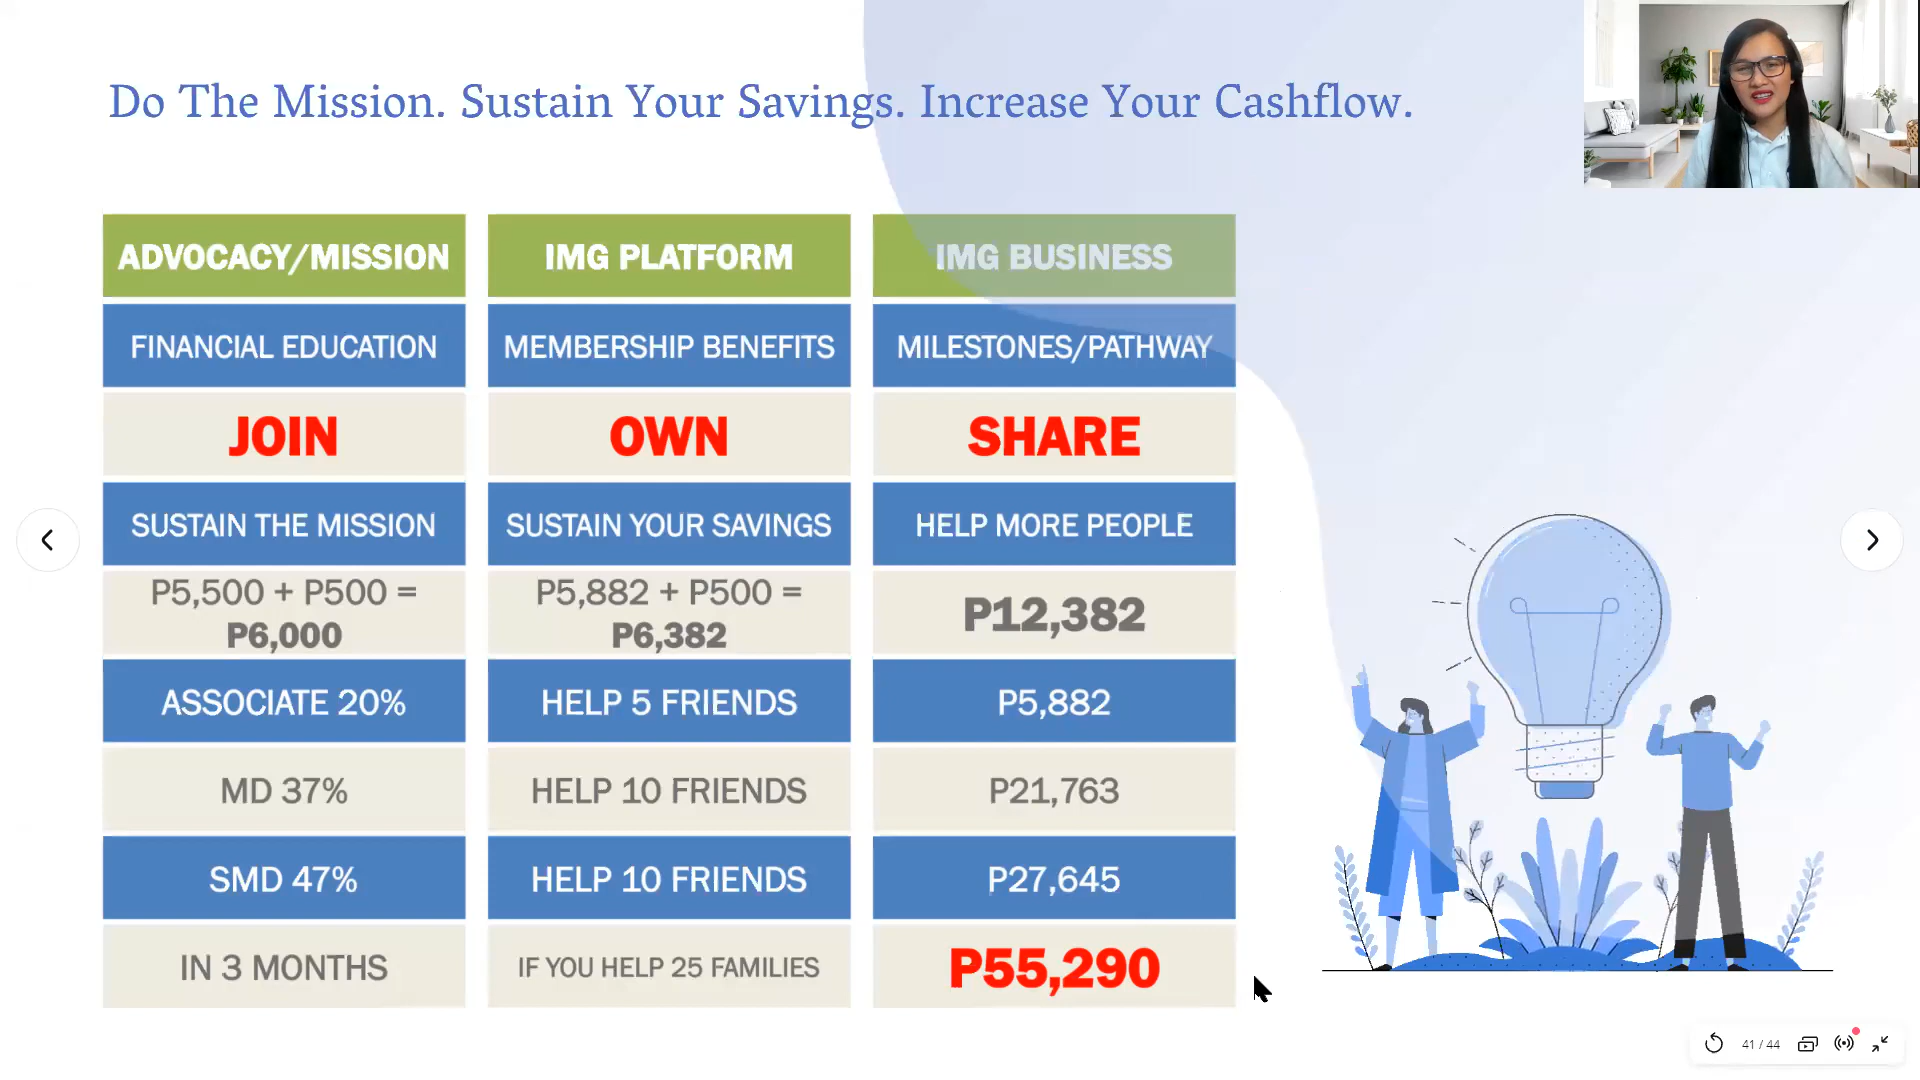 Do The Mission. Sustain Your Savings. Increase Your Cashflow.
ADVOCACY/MISSION
IMG PLATFORM
IMG BUSINESS
FINANCIAL EDUCATION
MEMBERSHIP BENEFITS
MILESTONES/PATHWAY
JOIN
OWN
SHARE
SUSTAIN THE MISSION
SUSTAIN YOUR SAVINGS
HELP MORE PEOPLE
P5,500 + P500 =
P6,000
P5,882 + P500 =
P6,382
P12,382
ASSOCIATE 20%
HELP 5 FRIENDS
P5,882
MD 37%
HELP 10 FRIENDS
P21,763
SMD 47%
HELP 10 FRIENDS
P27,645
IN 3 MONTHS
IF YOU HELP 25 FAMILIES
P55,290
41 / 44